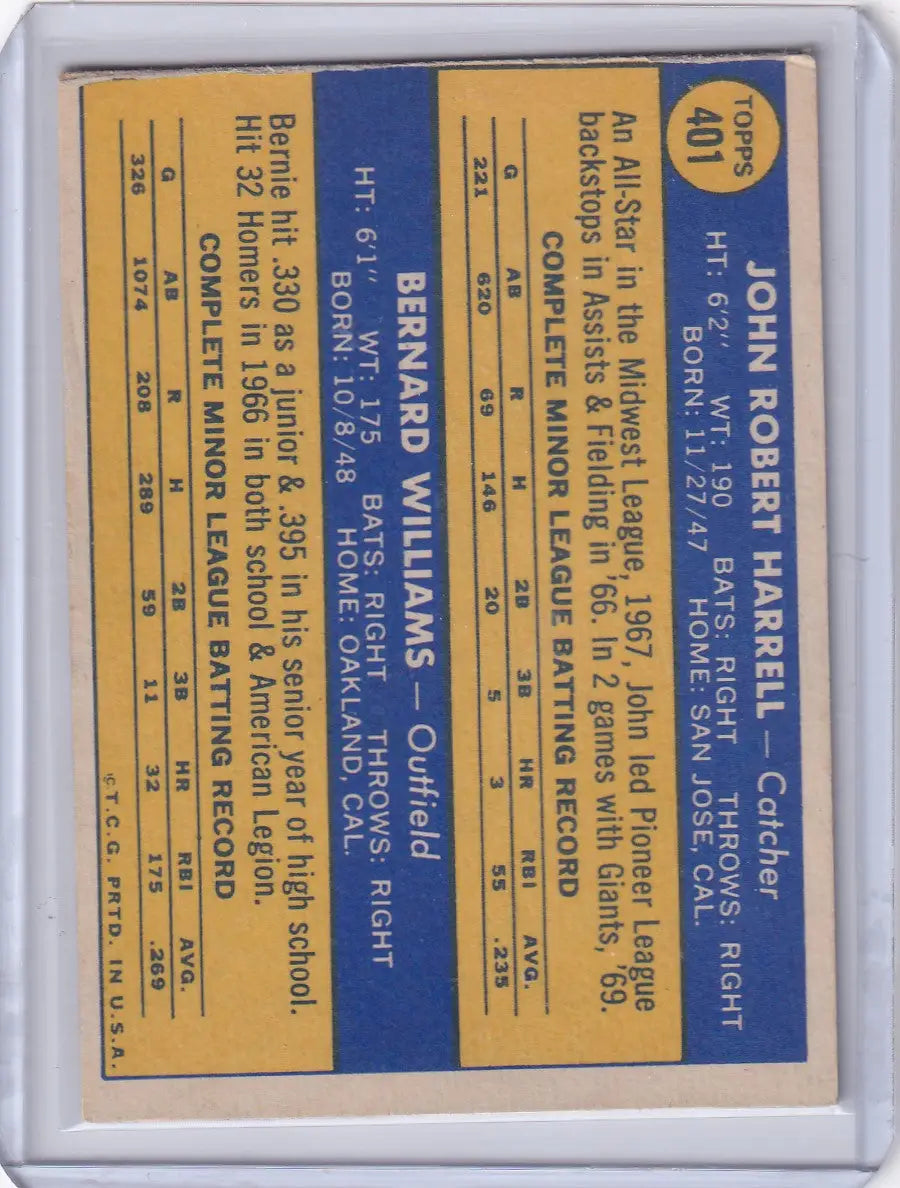 TOPPS
401
JOHN ROBERT HARRELL — Catcher
HT: 6'2" WT: 190 BATS: RIGHT THROWS: RIGHT
BORN: 11/27/47 HOME: SAN JOSE, CAL.
An All-Star in the Midwest League, 1967, John led Pioneer League
backstops in Assists & Fielding in '66. In 2 games with Giants, '69.
COMPLETE MINOR LEAGUE BATTING RECORD
G AB R H 2B 3B HR RBI AVG.
221 620 69 146 20 5 3 55 .235
BERNARD WILLIAMS — Outfield
HT: 6'1" WT: 175 BATS: RIGHT THROWS: RIGHT
BORN: 10/8/48 HOME: OAKLAND, CAL.
Bernie hit .330 as a junior & .395 in his senior year of high school.
Hit 32 Homers in 1966 in both school & American Legion.
COMPLETE MINOR LEAGUE BATTING RECORD
G AB R H 2B 3B HR RBI AVG.
326 1074 208 289 59 11 32 175 .269
©T.C.G. PRTD. IN U.S.A.